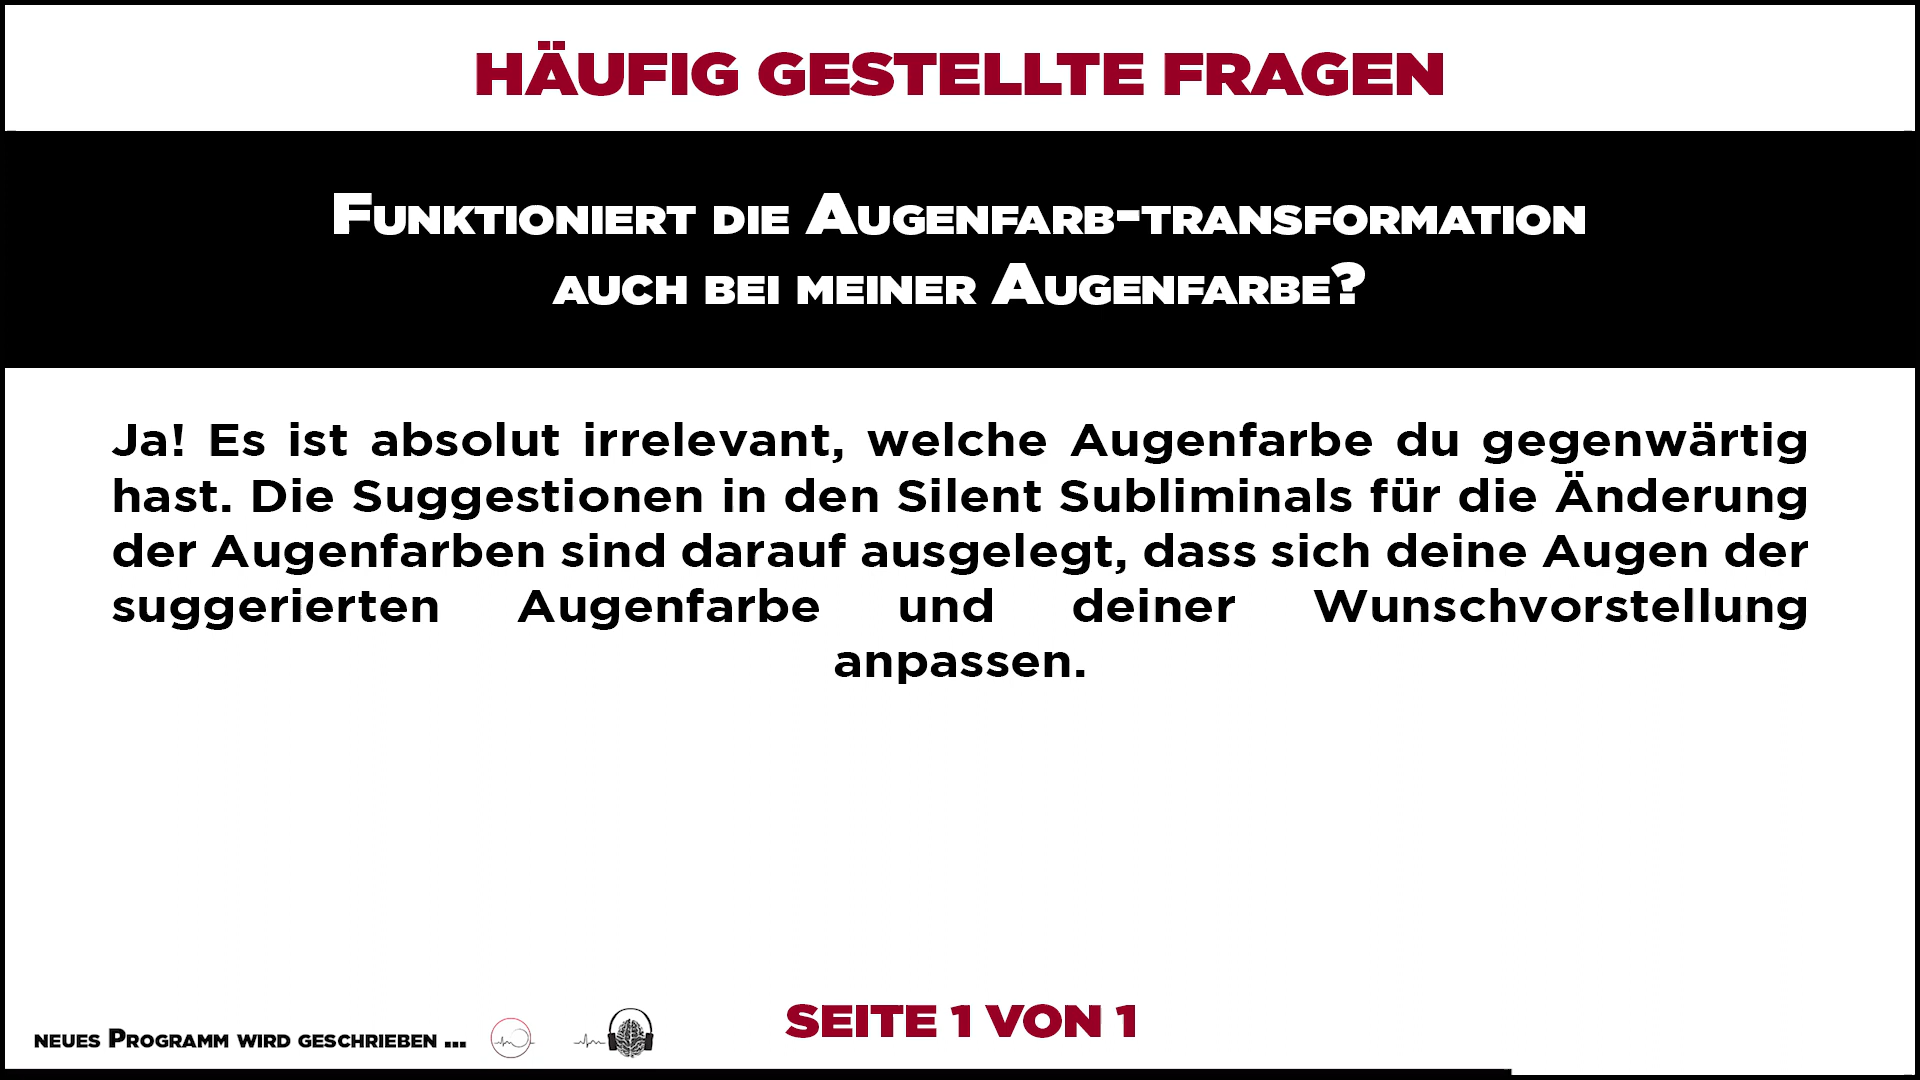 HÄUFIG GESTELLTE FRAGEN
Funktioniert die Augenfarb-transformation
auch bei meiner Augenfarbe?
Ja! Es ist absolut irrelevant, welche Augenfarbe du gegenwärtig
hast. Die Suggestionen in den Silent Subliminals für die Änderung
der Augenfarben sind darauf ausgelegt, dass sich deine Augen der
suggerierten Augenfarbe und deiner Wunschvorstellung
anpassen.
neues Programm wird geschrieben ...
SEITE 1 VON 1